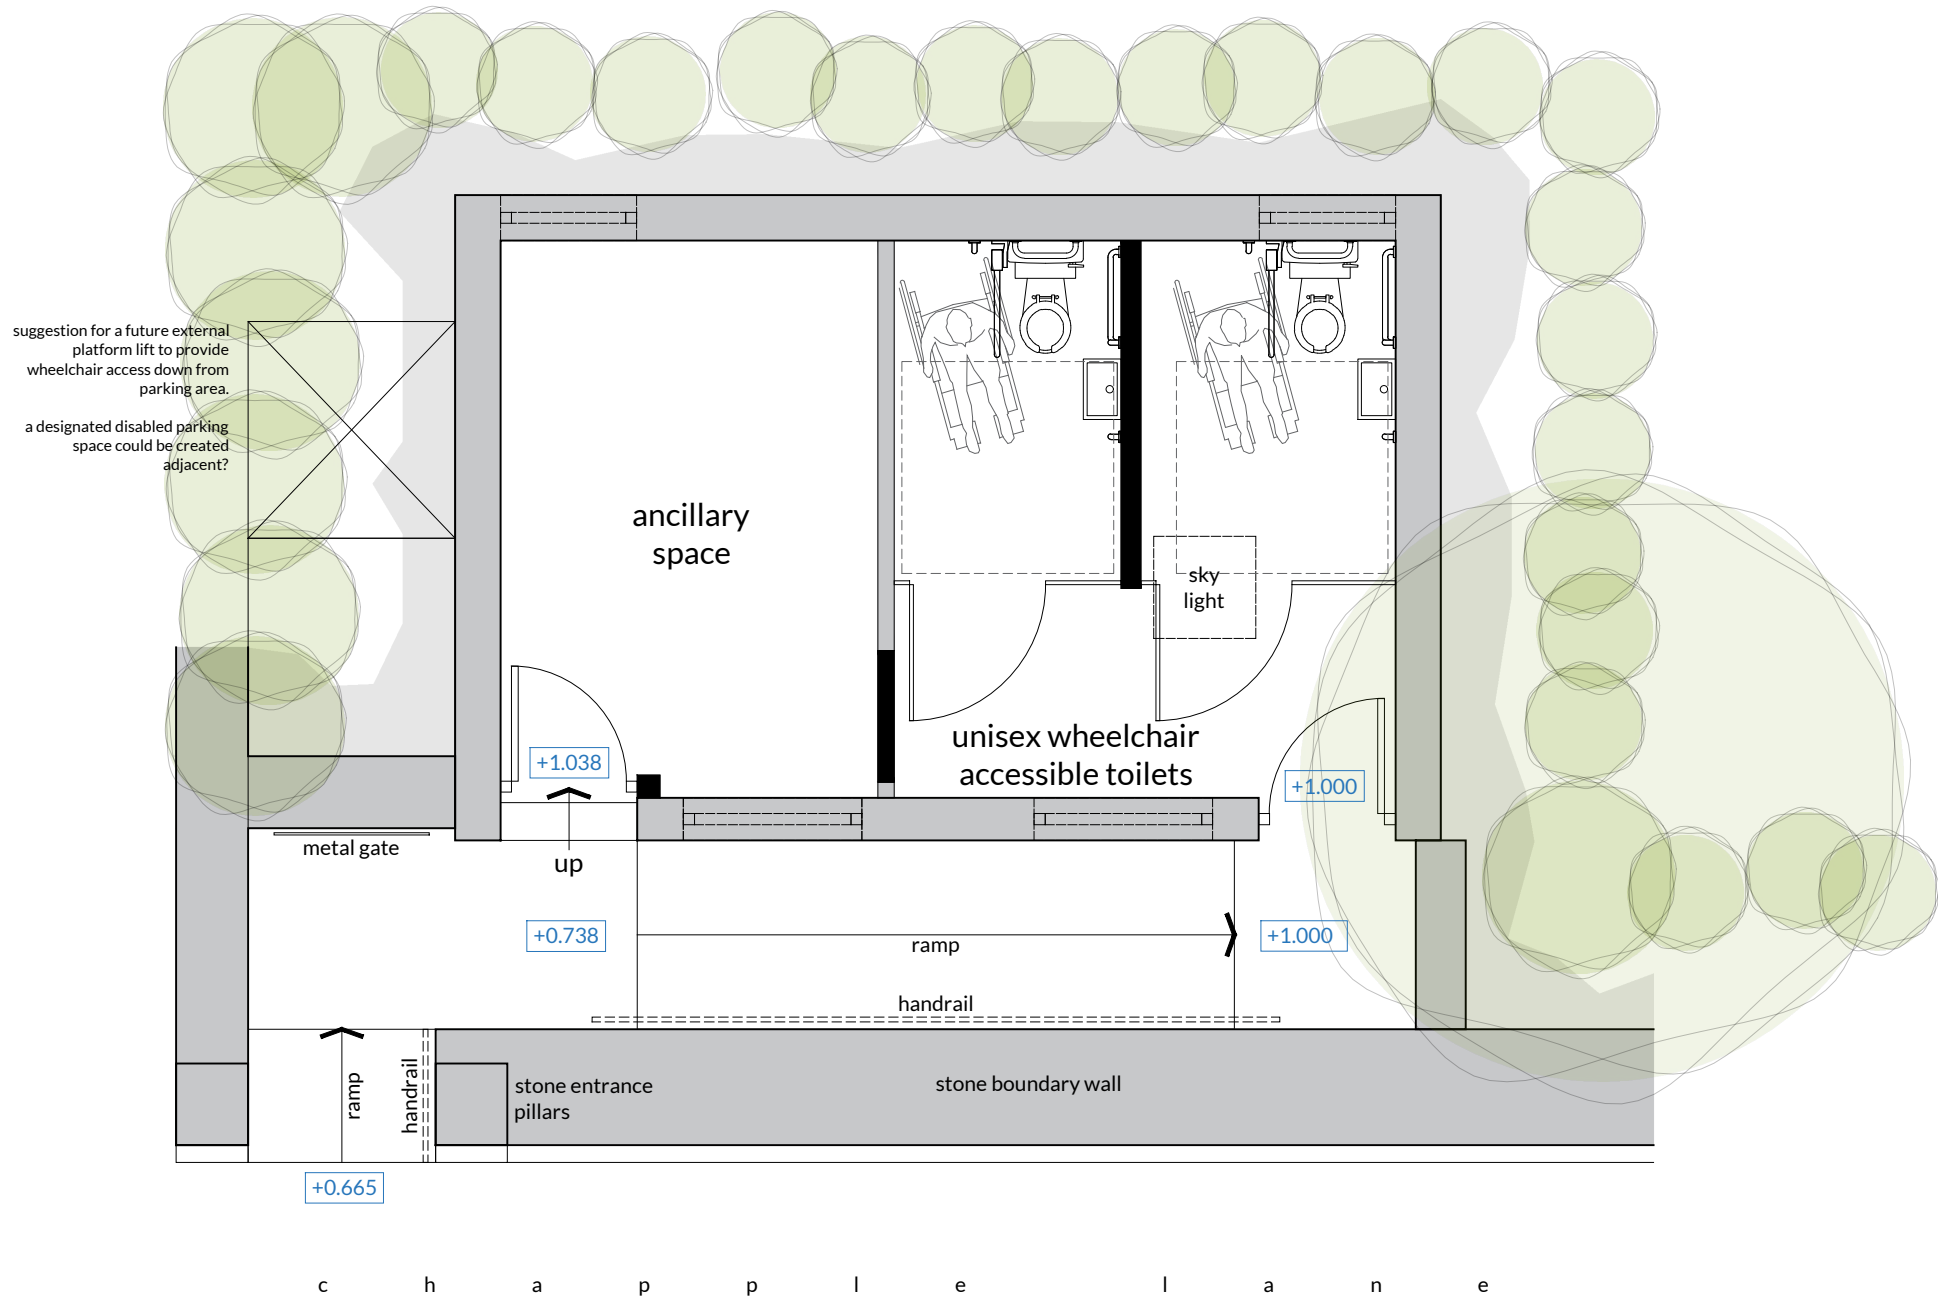 suggestion for a future external
platform lift to provide
wheelchair access down from
parking area.
a designated disabled parking
space could be created
adjacent?
ancillary
space
sky
light
unisex wheelchair
accessible toilets
+1.038
+1.000
metal gate
up
+0.738
ramp
+1.000
handrail
ramp
handrail
stone entrance
pillars
stone boundary wall
+0.665
c h a p p l e l a n e